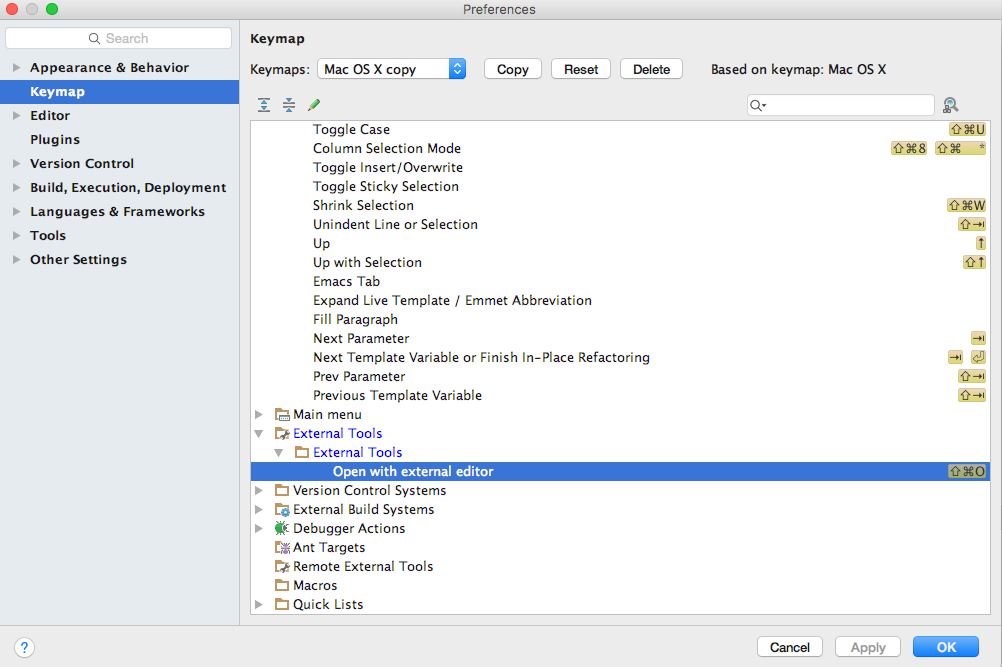 Preferences
Search
Appearance & Behavior
Keymap
Editor
Plugins
Version Control
Build, Execution, Deployment
Languages & Frameworks
Tools
Other Settings
Keymap
Keymaps: Mac OS X copy Copy Reset Delete Based on keymap: Mac OS X
Toggle Case ⇧⌘U
Column Selection Mode ⇧⌘8 ⇧⌘ *
Toggle Insert/Overwrite
Toggle Sticky Selection
Shrink Selection ⇧⌘W
Unindent Line or Selection ⇧⇥
Up ↑
Up with Selection ⇧↑
Emacs Tab
Expand Live Template / Emmet Abbreviation
Fill Paragraph
Next Parameter ⇥
Next Template Variable or Finish In-Place Refactoring ⇥ ⏎
Prev Parameter ⇧⇥
Previous Template Variable ⇧⇥
Main menu
External Tools
External Tools
Open with external editor ⇧⌘O
Version Control Systems
External Build Systems
Debugger Actions
Ant Targets
Remote External Tools
Macros
Quick Lists
? Cancel Apply OK